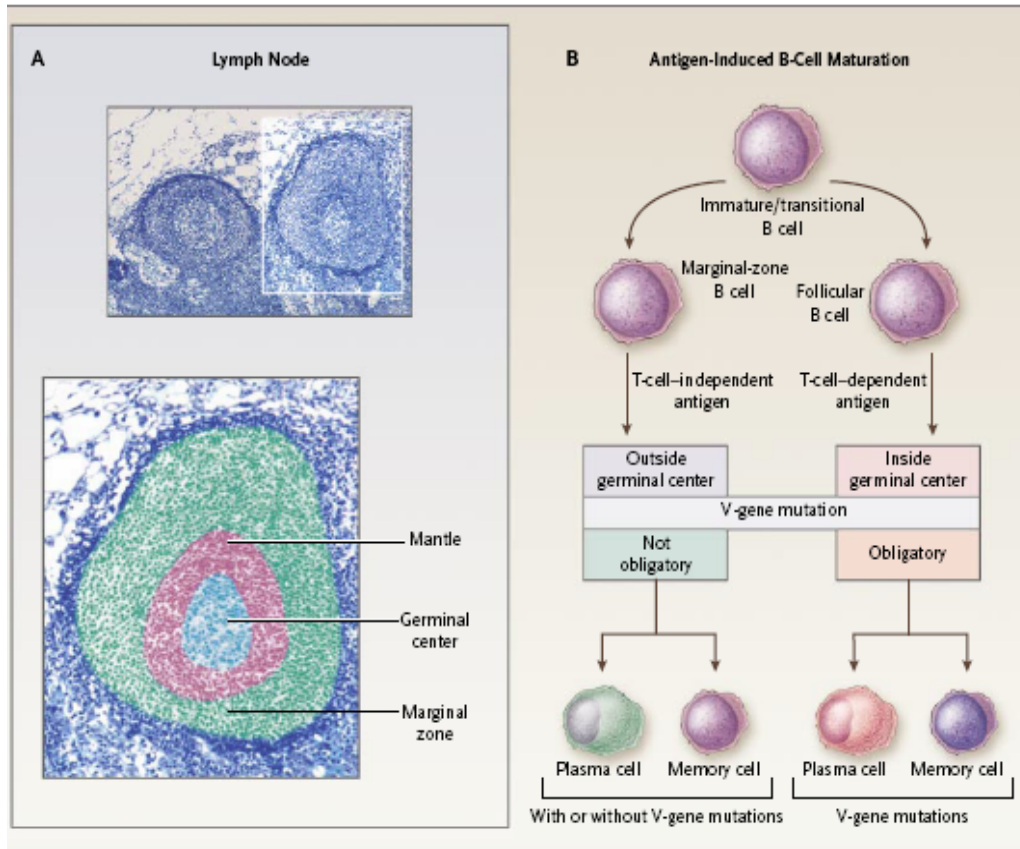 A
Lymph Node
Mantle
Germinal
center
Marginal
zone
B
Antigen-Induced B-Cell Maturation
Immature/transitional
B cell
Marginal-zone
B cell
Follicular
B cell
T-cell–independent
antigen
T-cell–dependent
antigen
Outside
germinal center
Inside
germinal center
V-gene mutation
Not
obligatory
Obligatory
Plasma cell
Memory cell
Plasma cell
Memory cell
With or without V-gene mutations
V-gene mutations